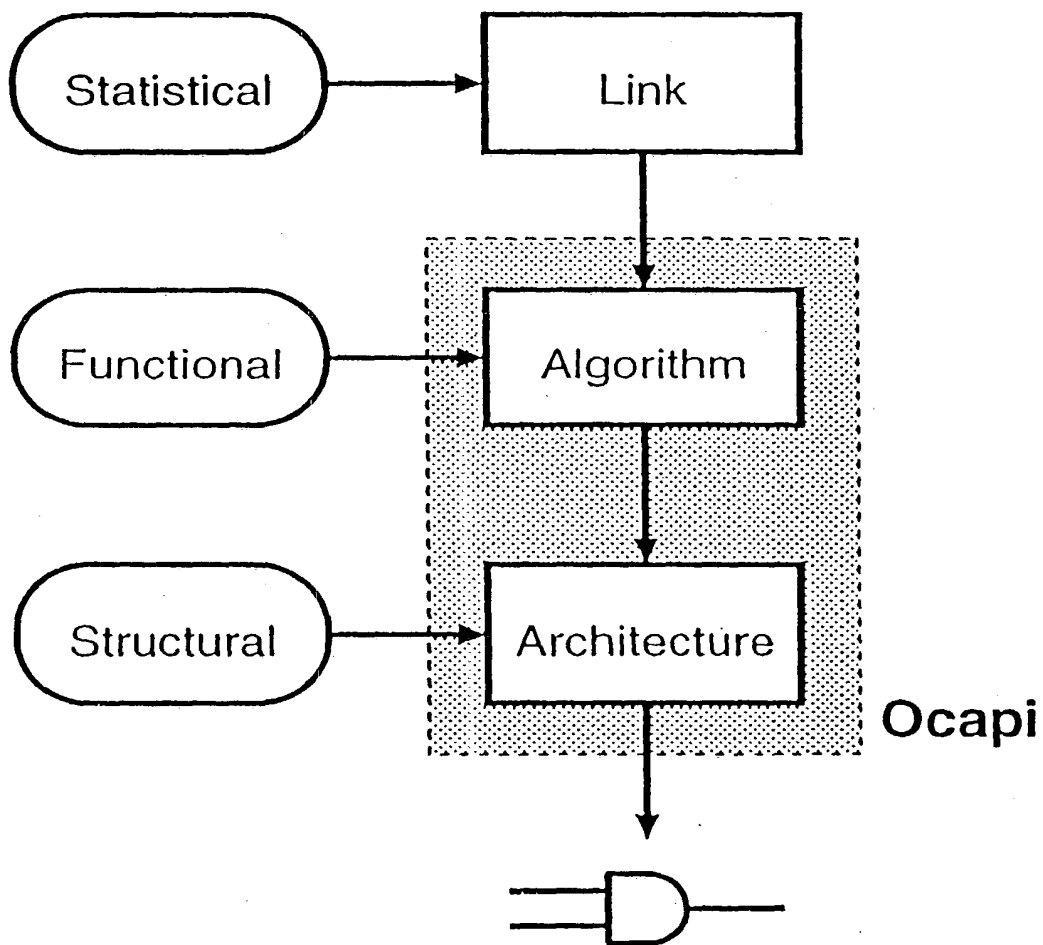 Statistical
Link
Functional
Algorithm
Structural
Architecture
Ocapi